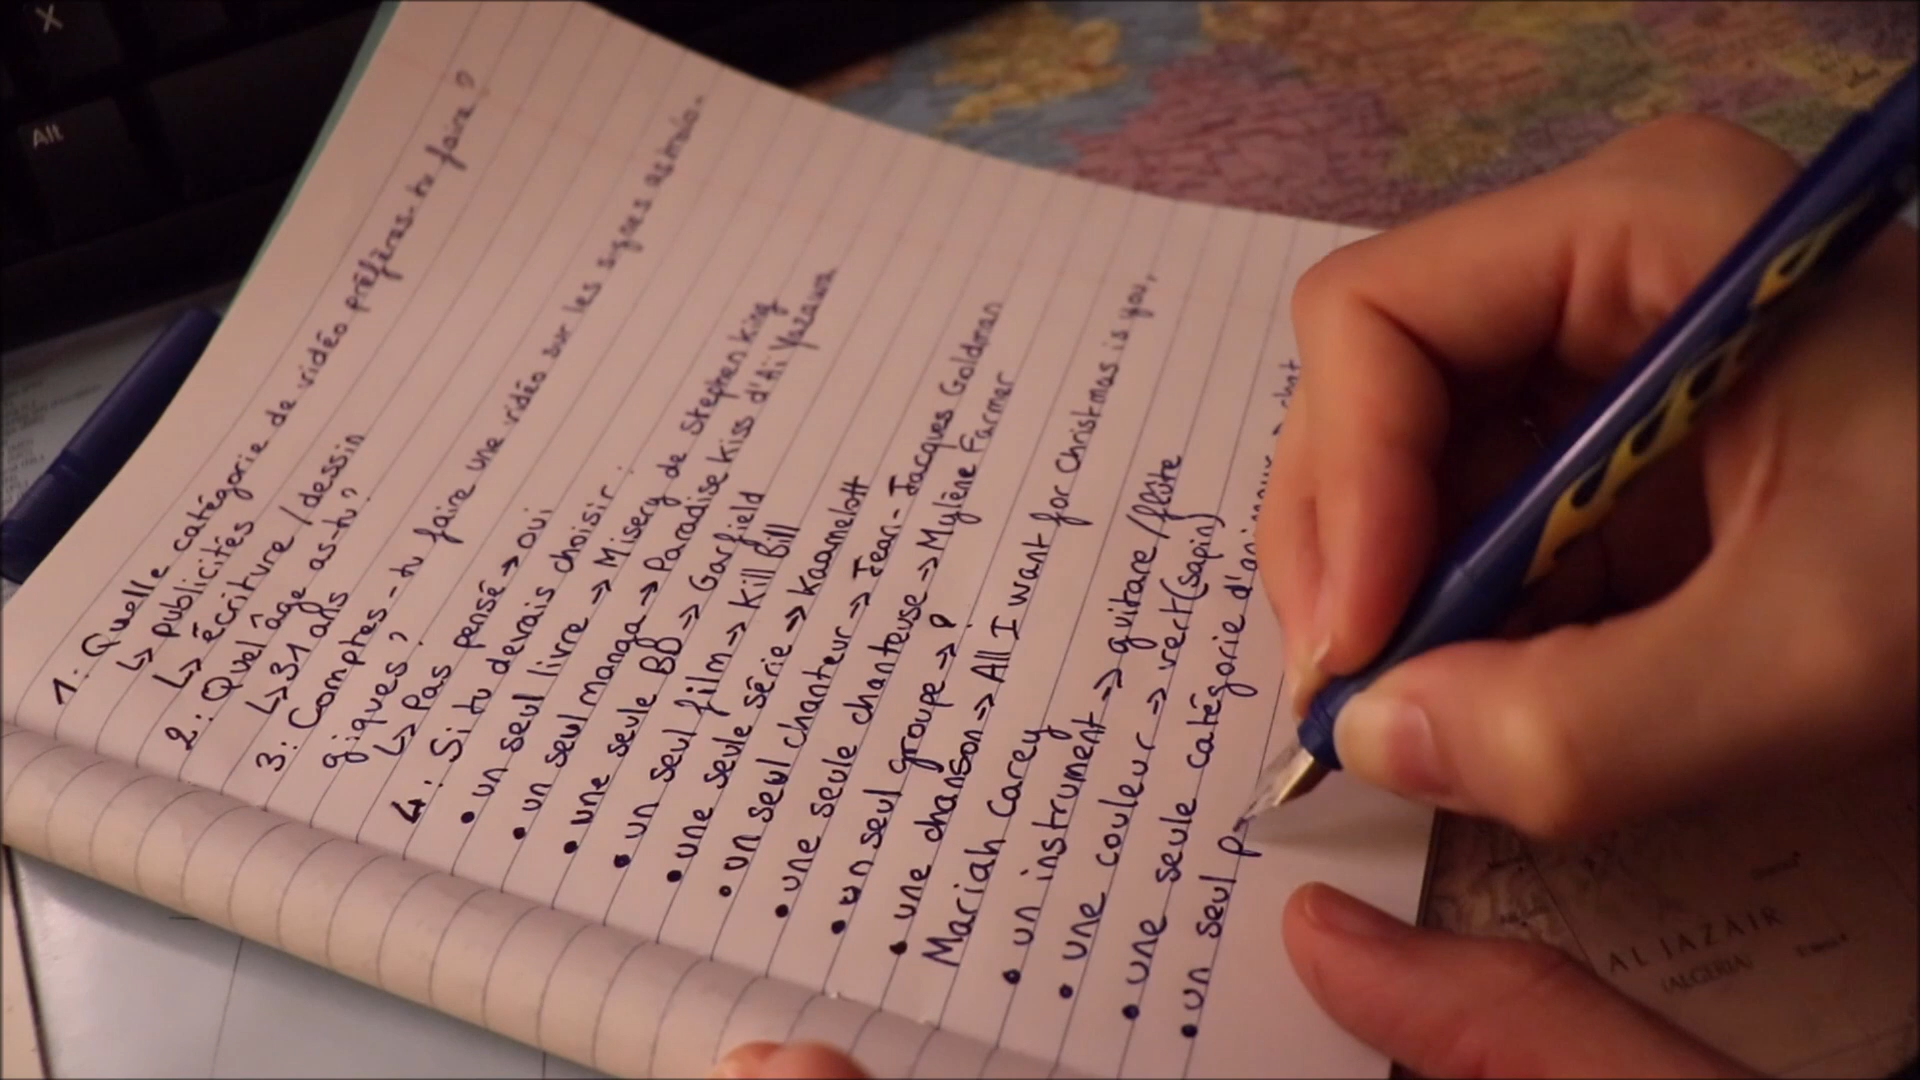 1. Quelle catégorie de vidéo préfères-tu faire ?
↳ publicités
↳ écriture / dessin
2. Quel âge as-tu ?
↳ 31 ans
3. Comptes-tu faire une vidéo sur les signes astrolo-
giques ?
↳ Pas pensé → oui
4. Si tu devais choisir :
• un seul livre → Misery de Stephen King
• un seul manga → Paradise kiss d'Aï Yazawa
• une seule BD → Garfield
• un seul film → Kill Bill
• une seule série → Kaamelott
• un seul chanteur → Jean-Jacques Goldman
• une seule chanteuse → Mylène Farmer
• un seul groupe → ?
• une chanson → All I want for Christmas is you,
Mariah Carey
• un instrument → guitare / flûte
• une couleur → vert (sapin)
• une seule catégorie d'animaux → chat
• un seul p
X
Alt
AL JAZAIR
(ALGERIA)